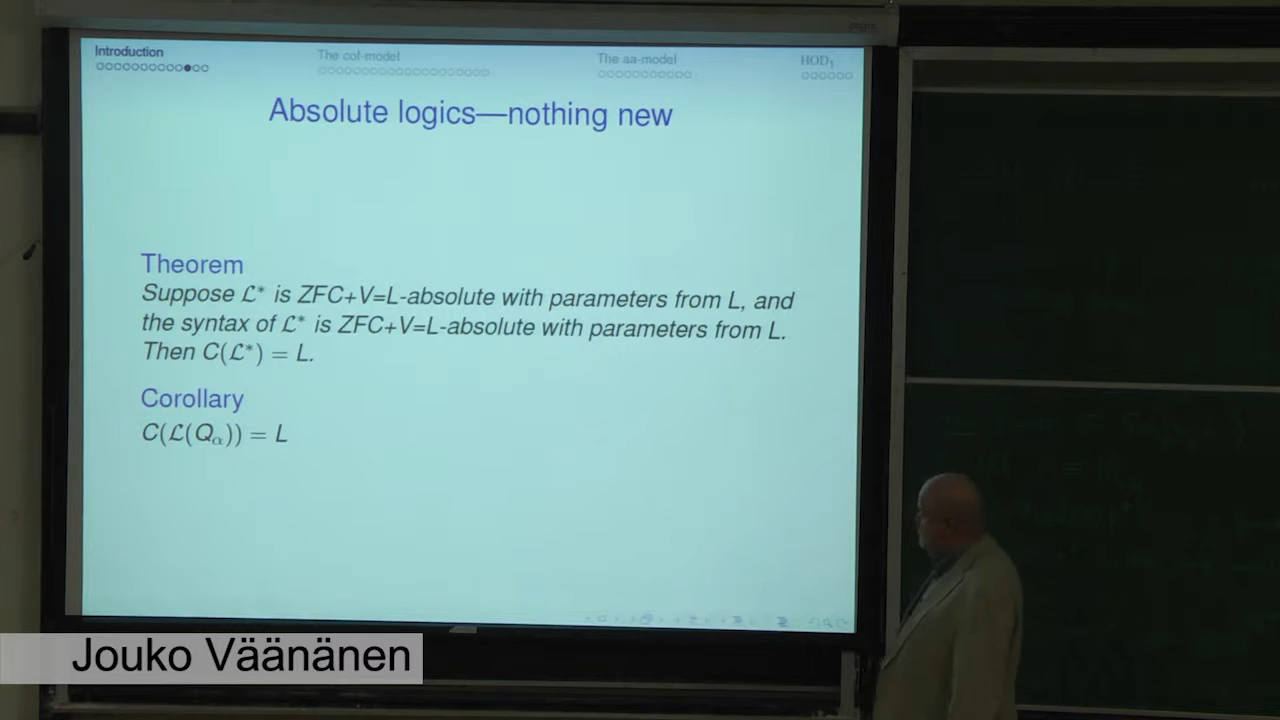 Introduction
The cof-model
The aa-model
HOD₁
Absolute logics—nothing new
Theorem
Suppose ℒ* is ZFC+V=L-absolute with parameters from L, and
the syntax of ℒ* is ZFC+V=L-absolute with parameters from L.
Then C(ℒ*) = L.
Corollary
C(ℒ(Qα)) = L
Jouko Väänänen